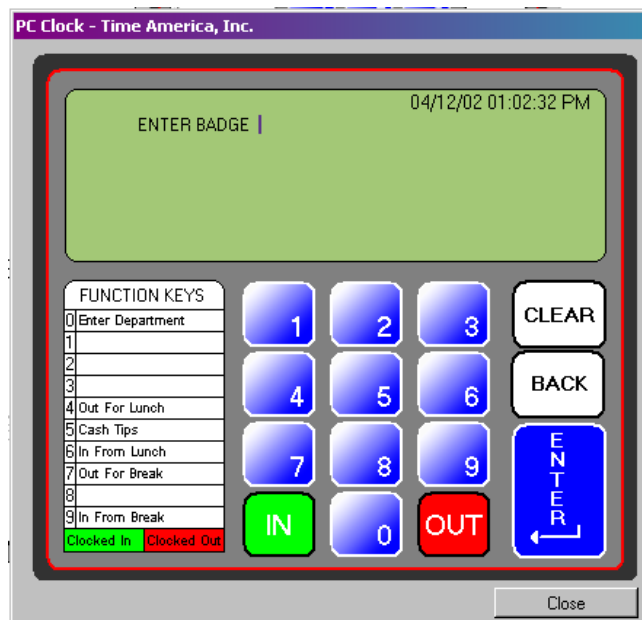 PC Clock - Time America, Inc.
04/12/02 01:02:32 PM
ENTER BADGE
FUNCTION KEYS
0 Enter Department
1
2
3
4 Out For Lunch
5 Cash Tips
6 In From Lunch
7 Out For Break
8
9 In From Break
Clocked In Clocked Out
1 2 3
4 5 6
7 8 9
IN 0 OUT
CLEAR
BACK
ENTER
Close